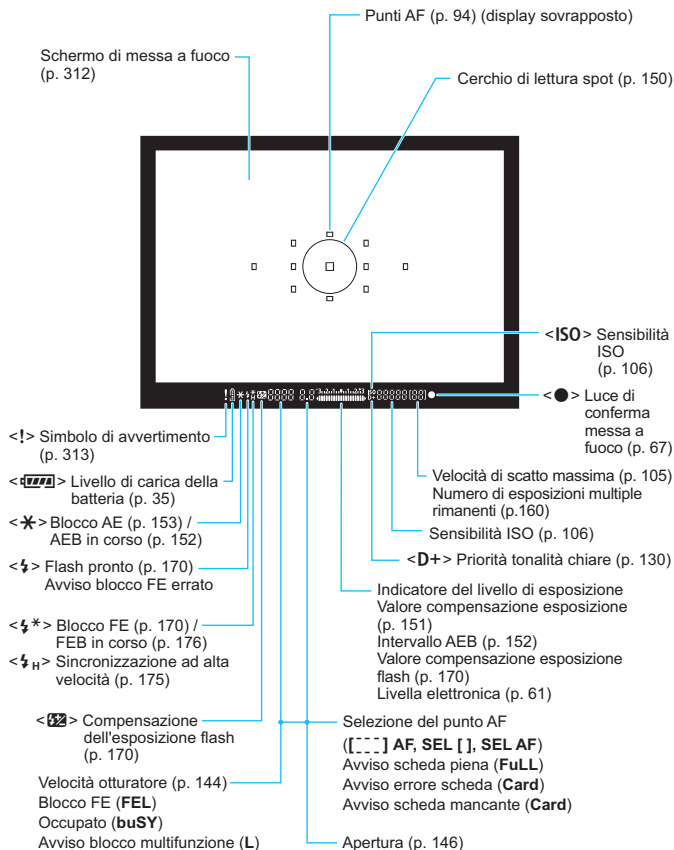 Punti AF (p. 94) (display sovrapposto)
Schermo di messa a fuoco
(p. 312)
Cerchio di lettura spot (p. 150)
<ISO> Sensibilità
ISO
(p. 106)
<●> Luce di
conferma
messa a
fuoco (p. 67)
<!> Simbolo di avvertimento
(p. 313)
Velocità di scatto massima (p. 105)
Numero di esposizioni multiple
rimanenti (p.160)
< > Livello di carica della
batteria (p. 35)
Sensibilità ISO (p. 106)
<✱> Blocco AE (p. 153) /
AEB in corso (p. 152)
<D+> Priorità tonalità chiare (p. 130)
<⚡> Flash pronto (p. 170)
Avviso blocco FE errato
Indicatore del livello di esposizione
Valore compensazione esposizione
(p. 151)
Intervallo AEB (p. 152)
Valore compensazione esposizione
flash (p. 170)
Livella elettronica (p. 61)
<⚡*> Blocco FE (p. 170) /
FEB in corso (p. 176)
<⚡H> Sincronizzazione ad alta
velocità (p. 175)
< > Compensazione
dell'esposizione flash
(p. 170)
Selezione del punto AF
([ ] AF, SEL [ ], SEL AF)
Avviso scheda piena (FuLL)
Avviso errore scheda (Card)
Avviso scheda mancante (Card)
Velocità otturatore (p. 144)
Blocco FE (FEL)
Occupato (buSY)
Avviso blocco multifunzione (L)
Apertura (p. 146)